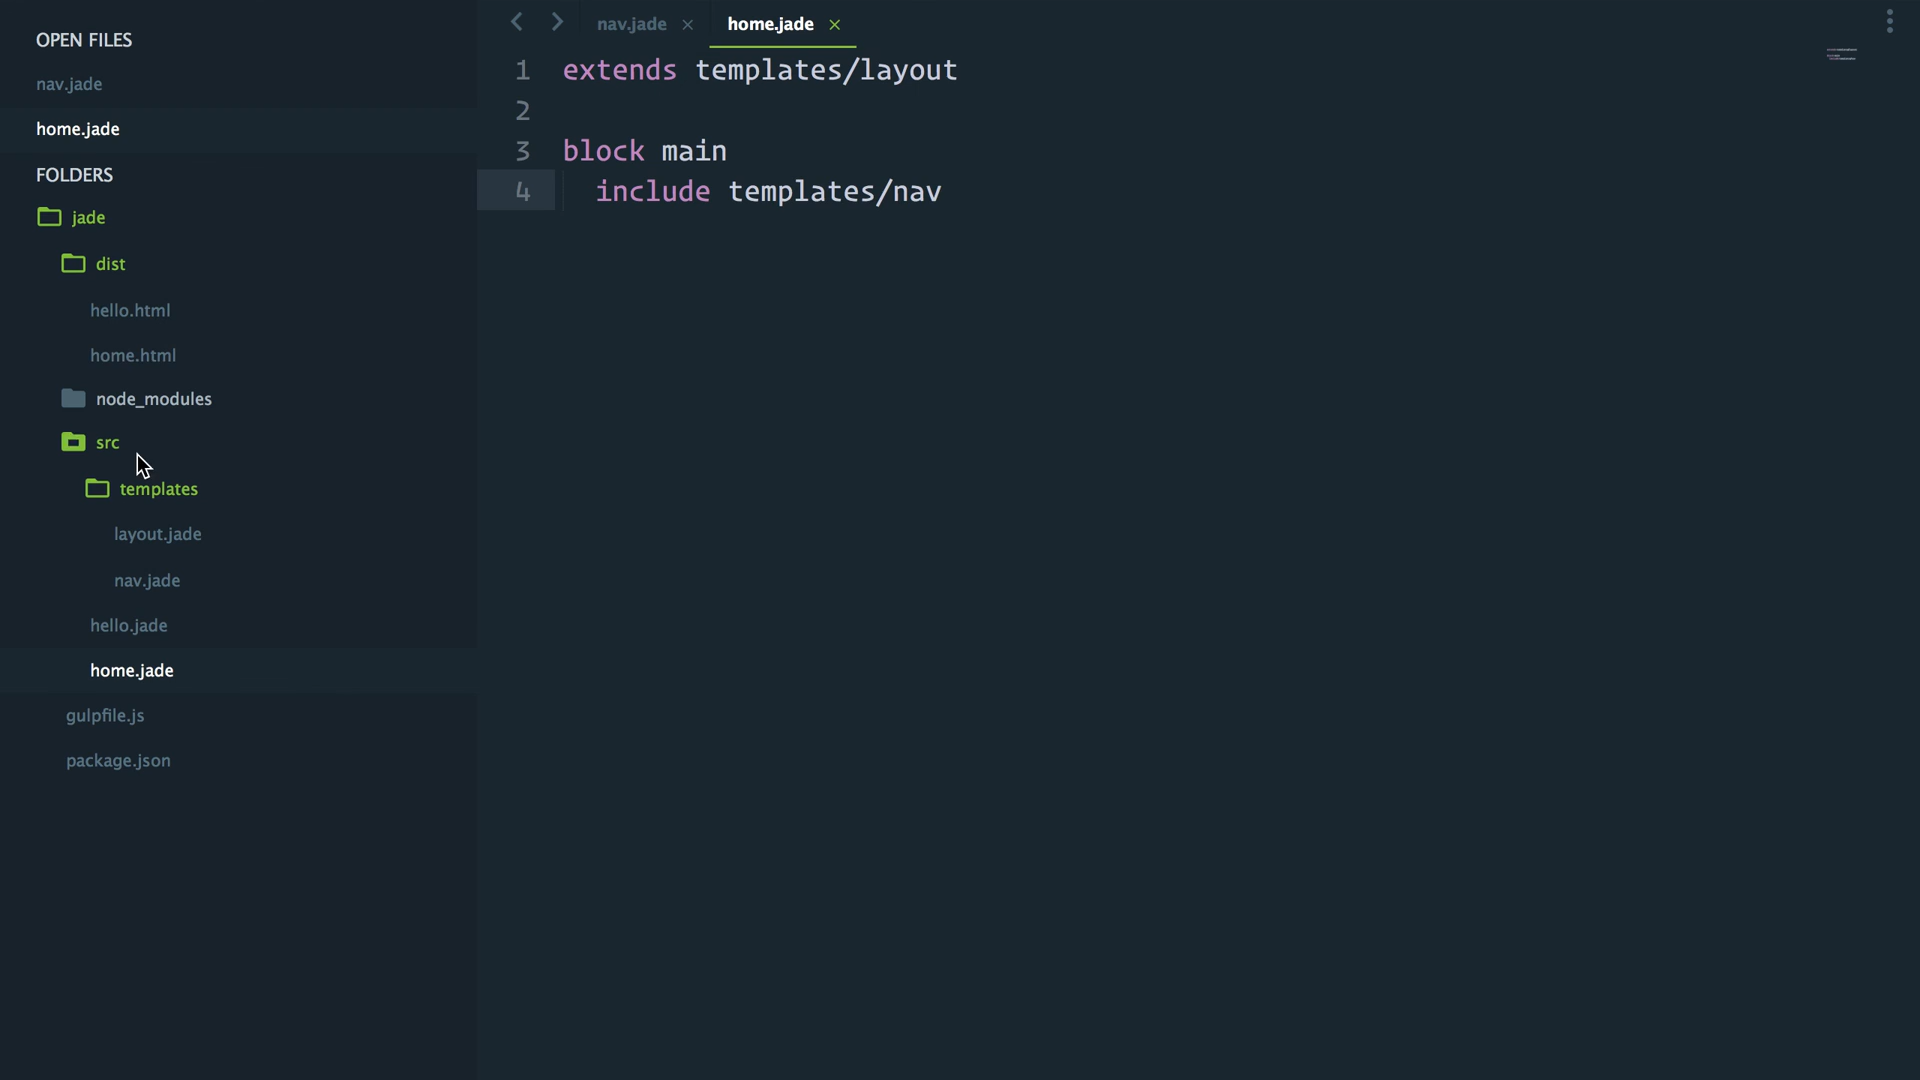 OPEN FILES
nav.jade
home.jade
FOLDERS
jade
dist
hello.html
home.html
node_modules
src
templates
layout.jade
nav.jade
hello.jade
home.jade
gulpfile.js
package.json
nav.jade
home.jade
1 extends templates/layout
2
3 block main
4 include templates/nav